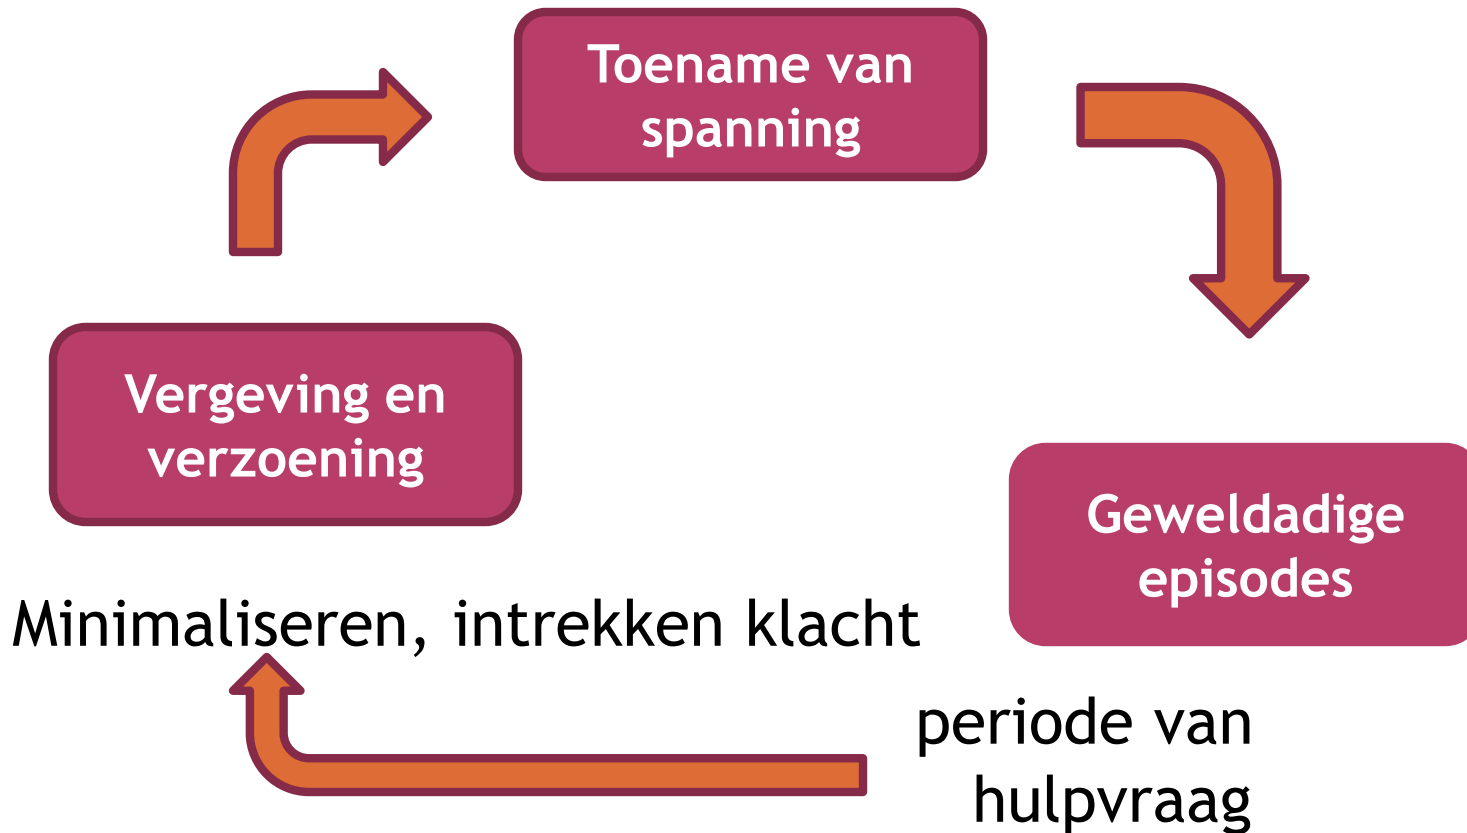 Toename van
spanning
Vergeving en
verzoening
Geweldadige
episodes
Minimaliseren, intrekken klacht
periode van
hulpvraag